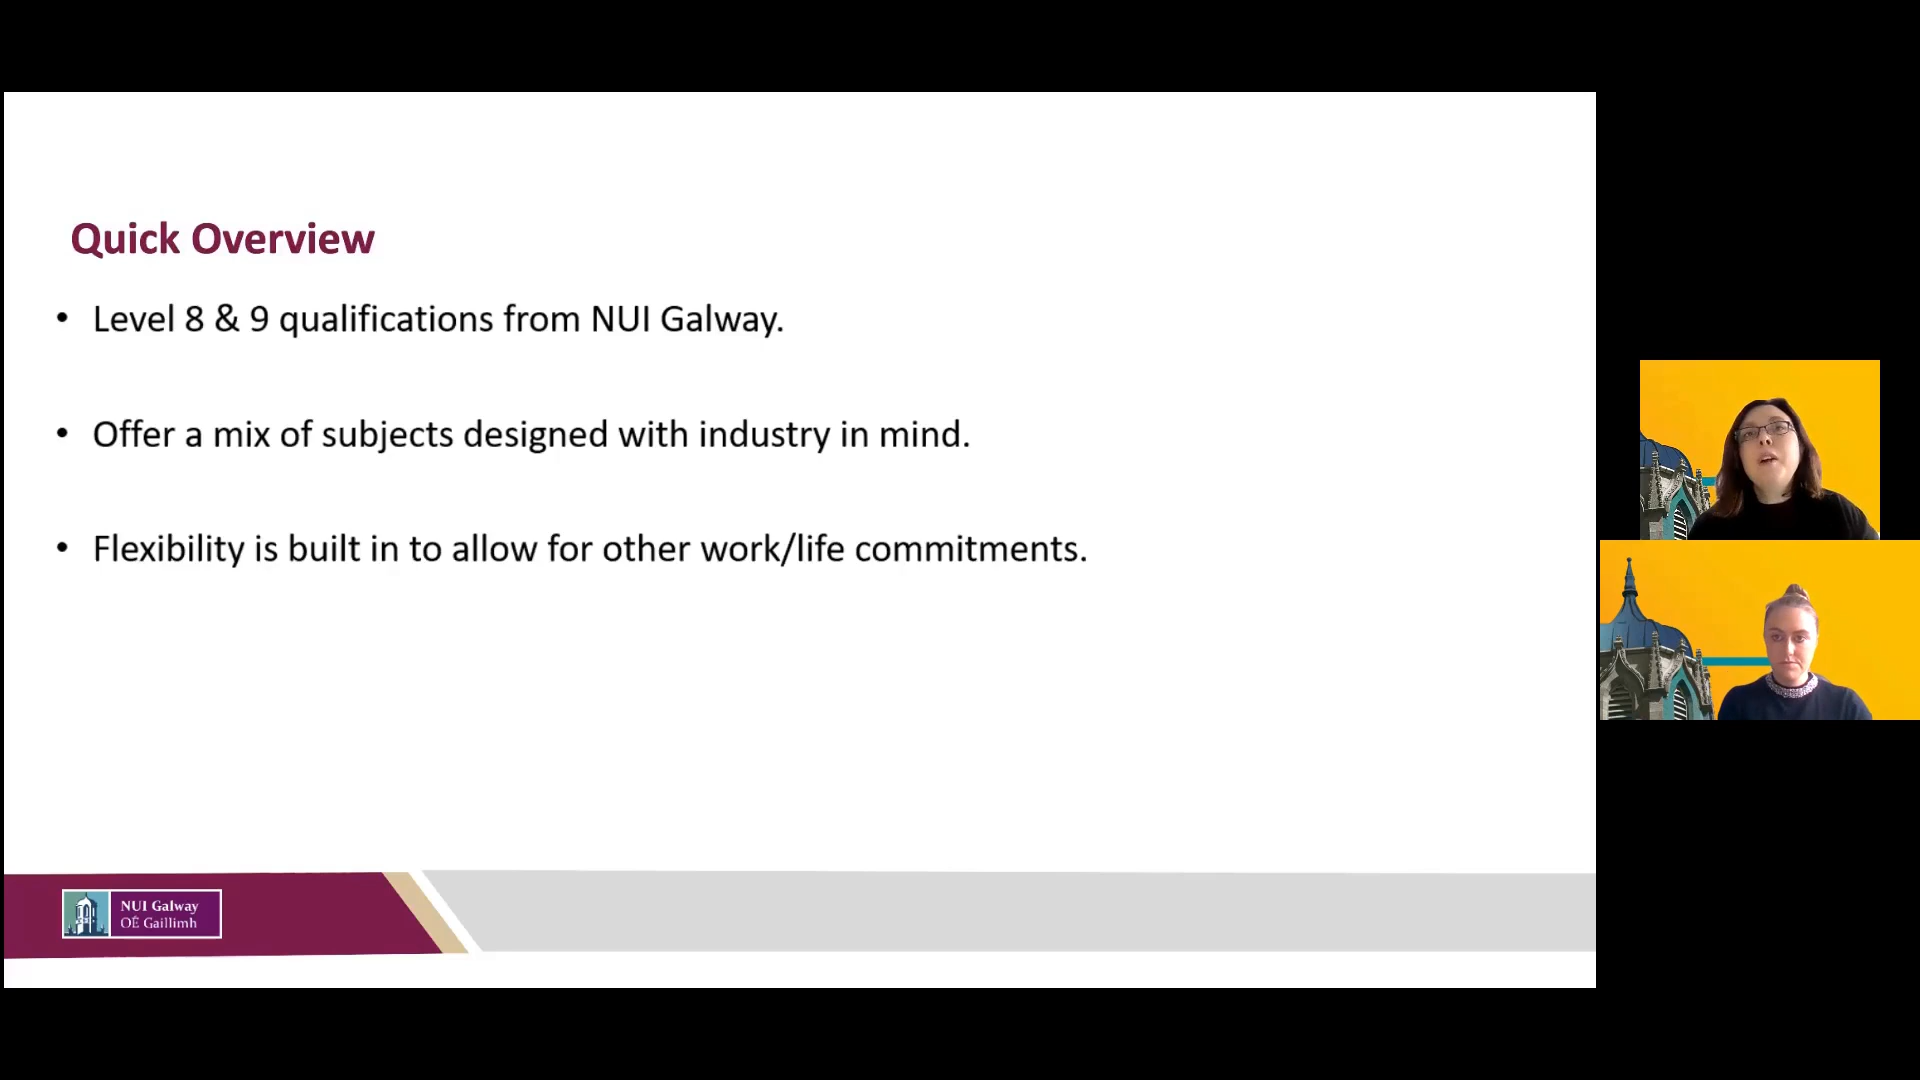 Quick Overview
• Level 8 & 9 qualifications from NUI Galway.
• Offer a mix of subjects designed with industry in mind.
• Flexibility is built in to allow for other work/life commitments.
NUI Galway
OÉ Gaillimh